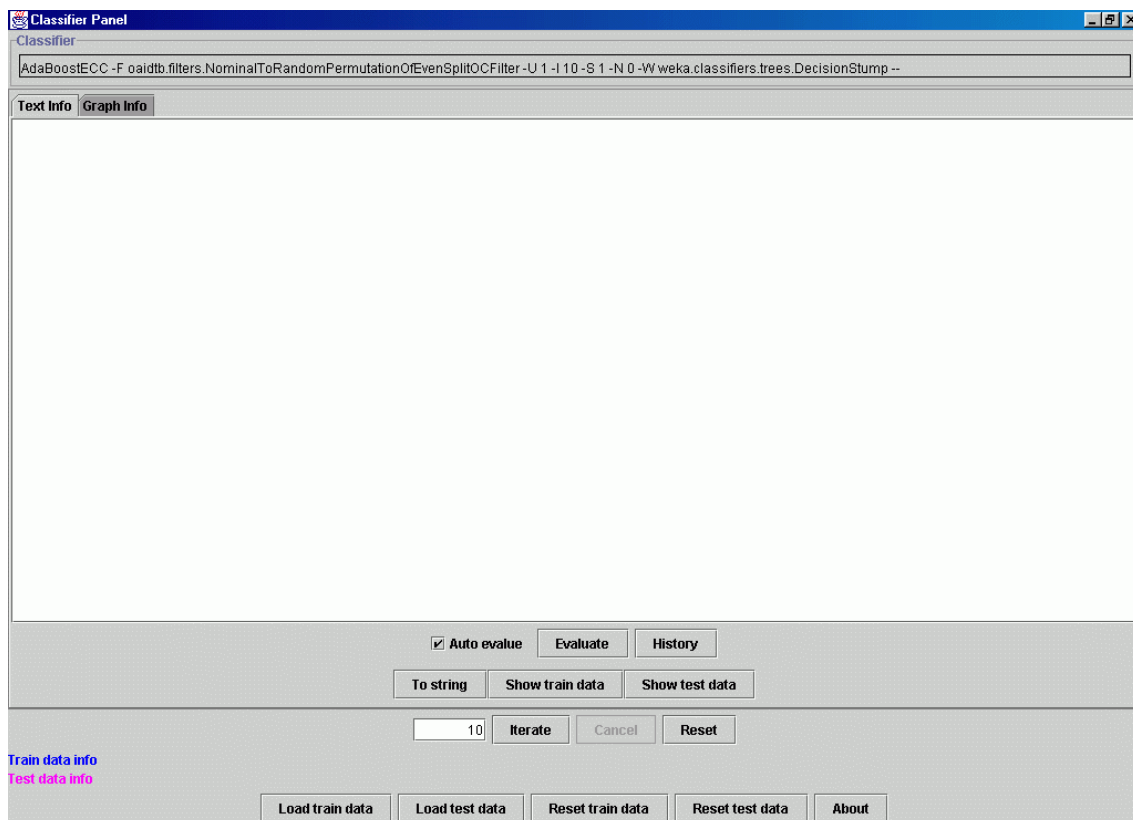 Classifier Panel
Classifier
AdaBoostECC -F oaidtb.filters.NominalToRandomPermutationOfEvenSplitOCFilter -U 1 -I 10 -S 1 -N 0 -W weka.classifiers.trees.DecisionStump --
Text Info Graph Info
Auto evalue Evaluate History
To string Show train data Show test data
10 Iterate Cancel Reset
Train data info
Test data info
Load train data Load test data Reset train data Reset test data About